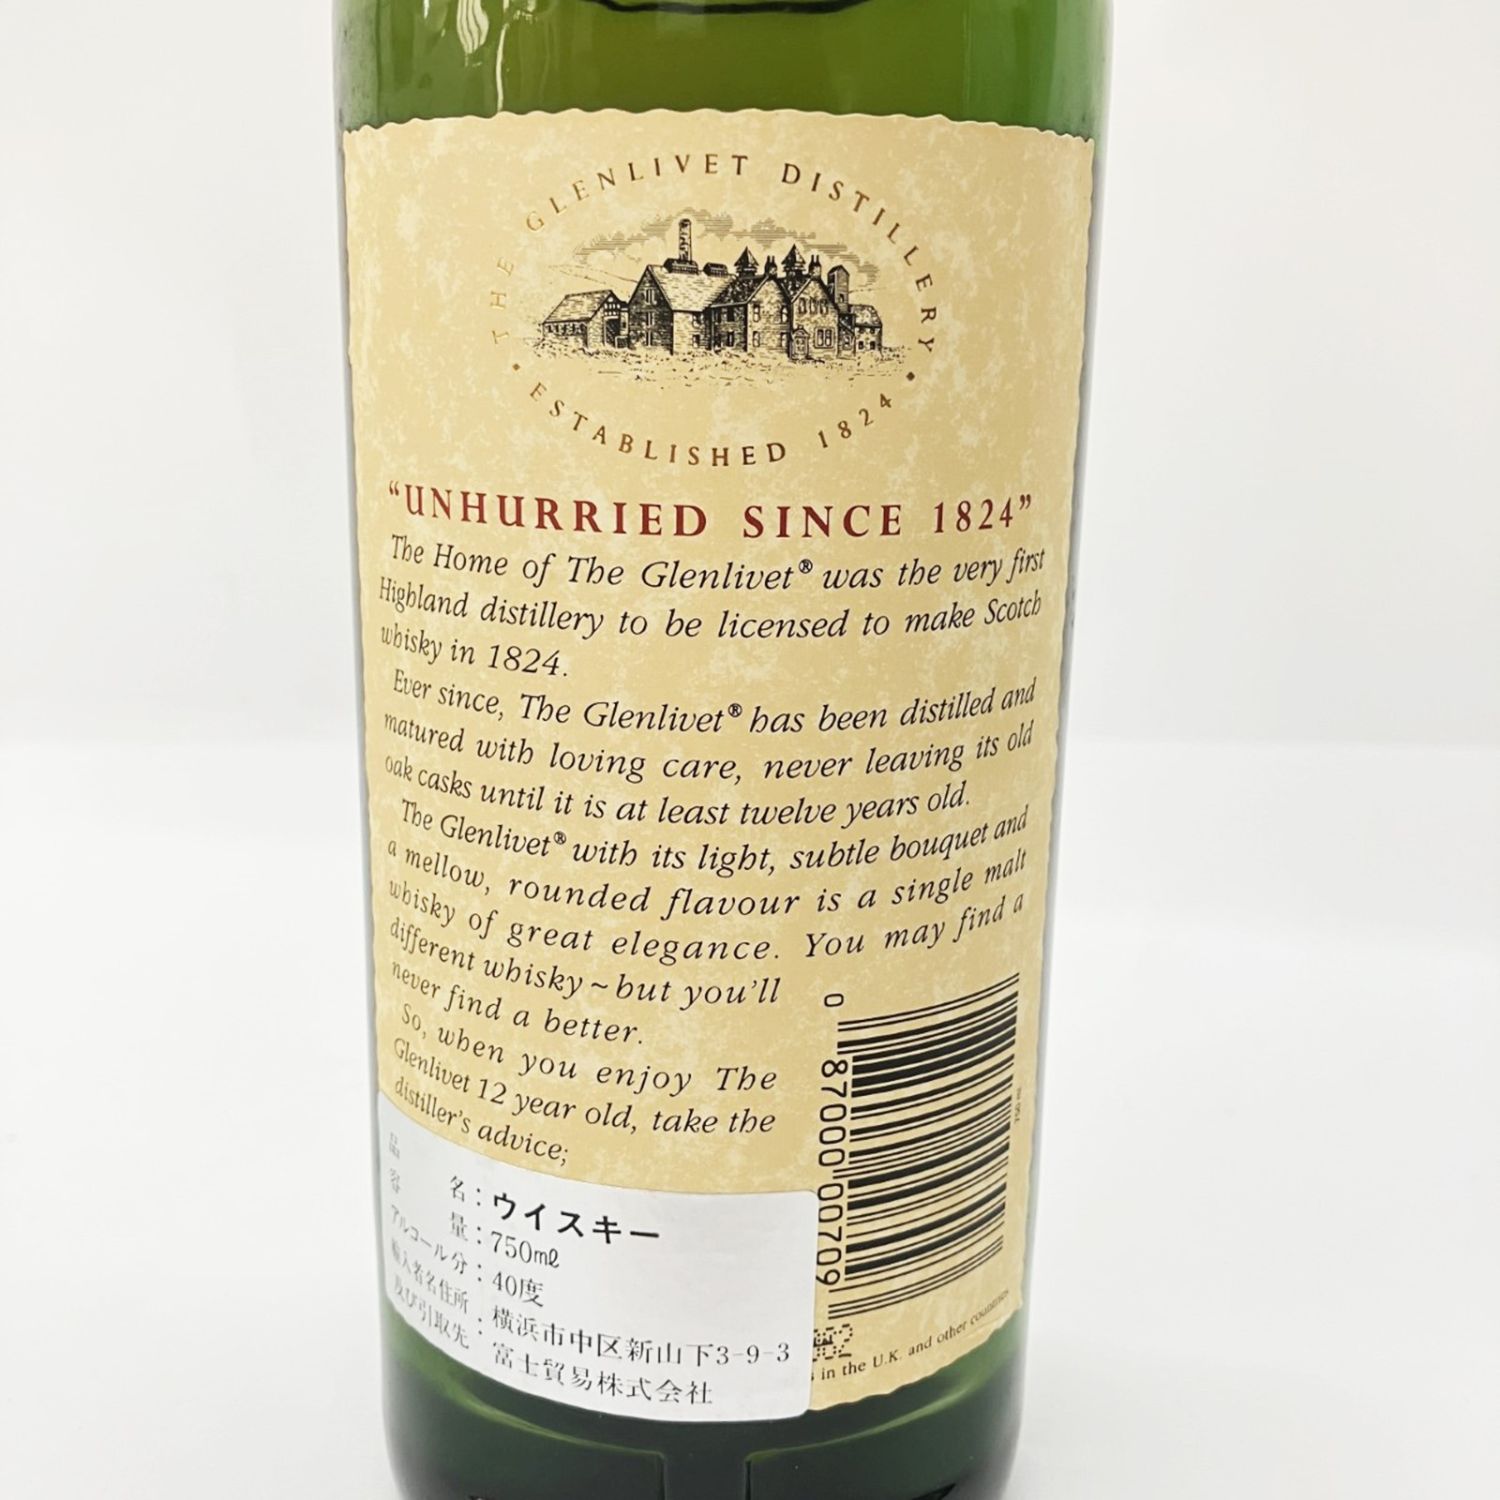 THE GLENLIVET DISTILLERY
• ESTABLISHED 1824 •
“UNHURRIED SINCE 1824”
The Home of The Glenlivet® was the very first
Highland distillery to be licensed to make Scotch
whisky in 1824.
Ever since, The Glenlivet® has been distilled and
matured with loving care, never leaving its old
oak casks until it is at least twelve years old.
The Glenlivet® with its light, subtle bouquet and
a mellow, rounded flavour is a single malt
whisky of great elegance. You may find a
different whisky ~ but you'll
never find a better.
So, when you enjoy The
Glenlivet 12 year old, take the
distiller's advice;
0 87000 00709
750 ml
in the U.K. and other countries
品名：ウイスキー
容量：750㎖
アルコール分：40度
輸入者名住所：横浜市中区新山下3-9-3
及び引取先：富士貿易株式会社